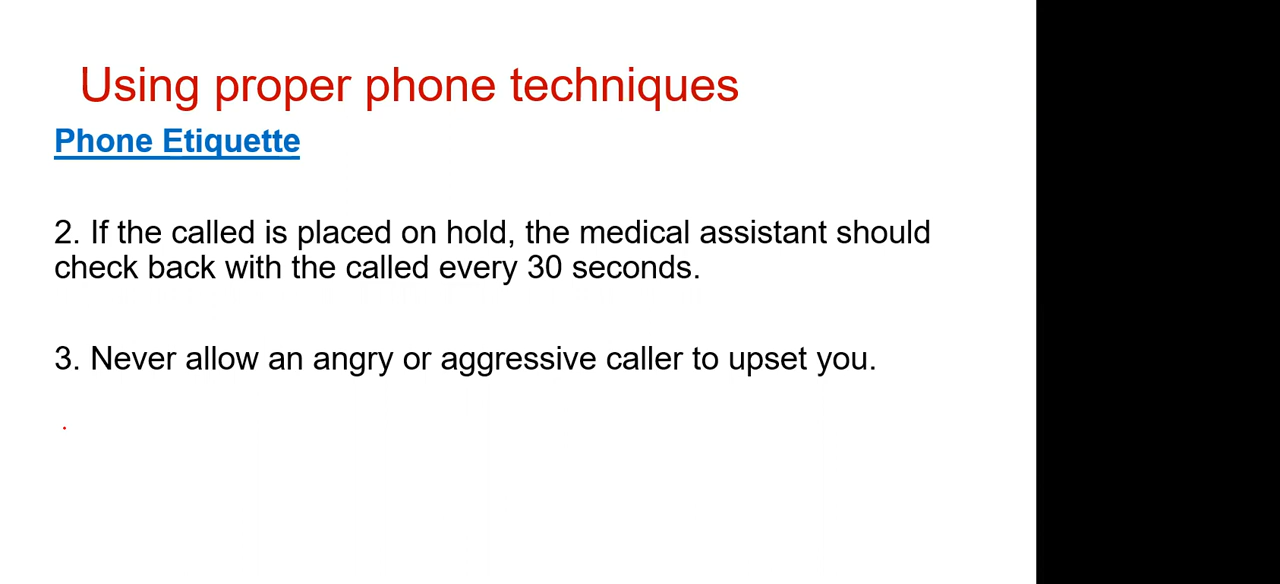 Using proper phone techniques
Phone Etiquette
2. If the called is placed on hold, the medical assistant should
check back with the called every 30 seconds.
3. Never allow an angry or aggressive caller to upset you.